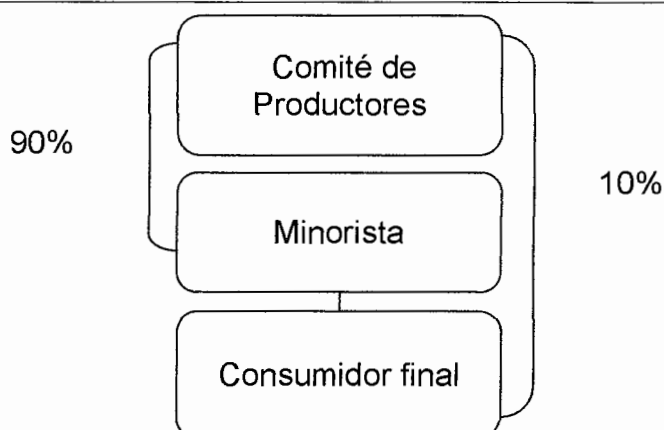 Comité de
Productores
90%
10%
Minorista
Consumidor final